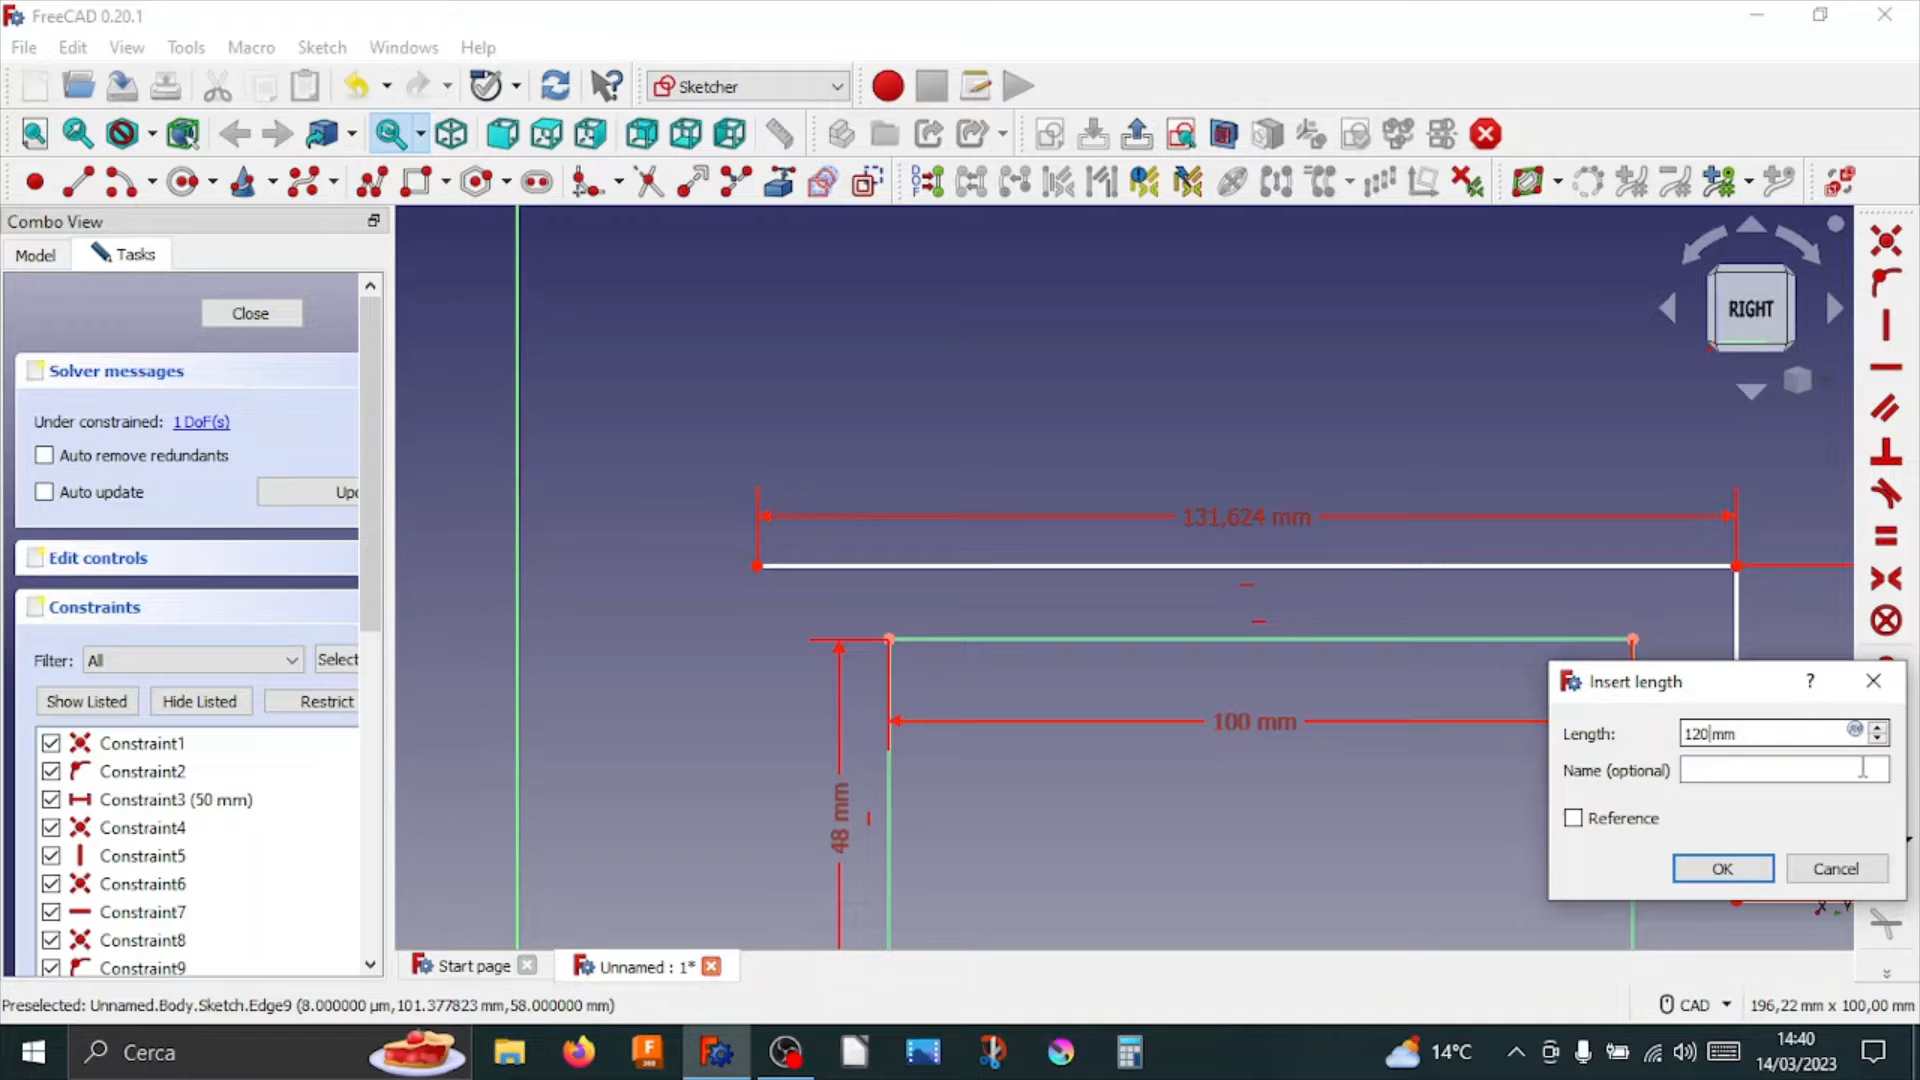 FreeCAD 0.20.1
File Edit View Tools Macro Sketch Windows Help
Sketcher
Combo View
Model Tasks
Close
Solver messages
Under constrained: 1 DoF(s)
Auto remove redundants
Auto update
Edit controls
Constraints
Filter: All Select
Show Listed Hide Listed Restrict
Constraint1
Constraint2
Constraint3 (50 mm)
Constraint4
Constraint5
Constraint6
Constraint7
Constraint8
Constraint9
RIGHT
131,624 mm
100 mm
48 mm
Insert length ?
Length: 120 mm
Name (optional)
Reference
OK Cancel
X Y
Start page
Unnamed : 1*
Preselected: Unnamed.Body.Sketch.Edge9 (8.000000 µm,101.377823 mm,58.000000 mm)
CAD 196,22 mm x 100,00 mm
Cerca
14°C
14:40
14/03/2023